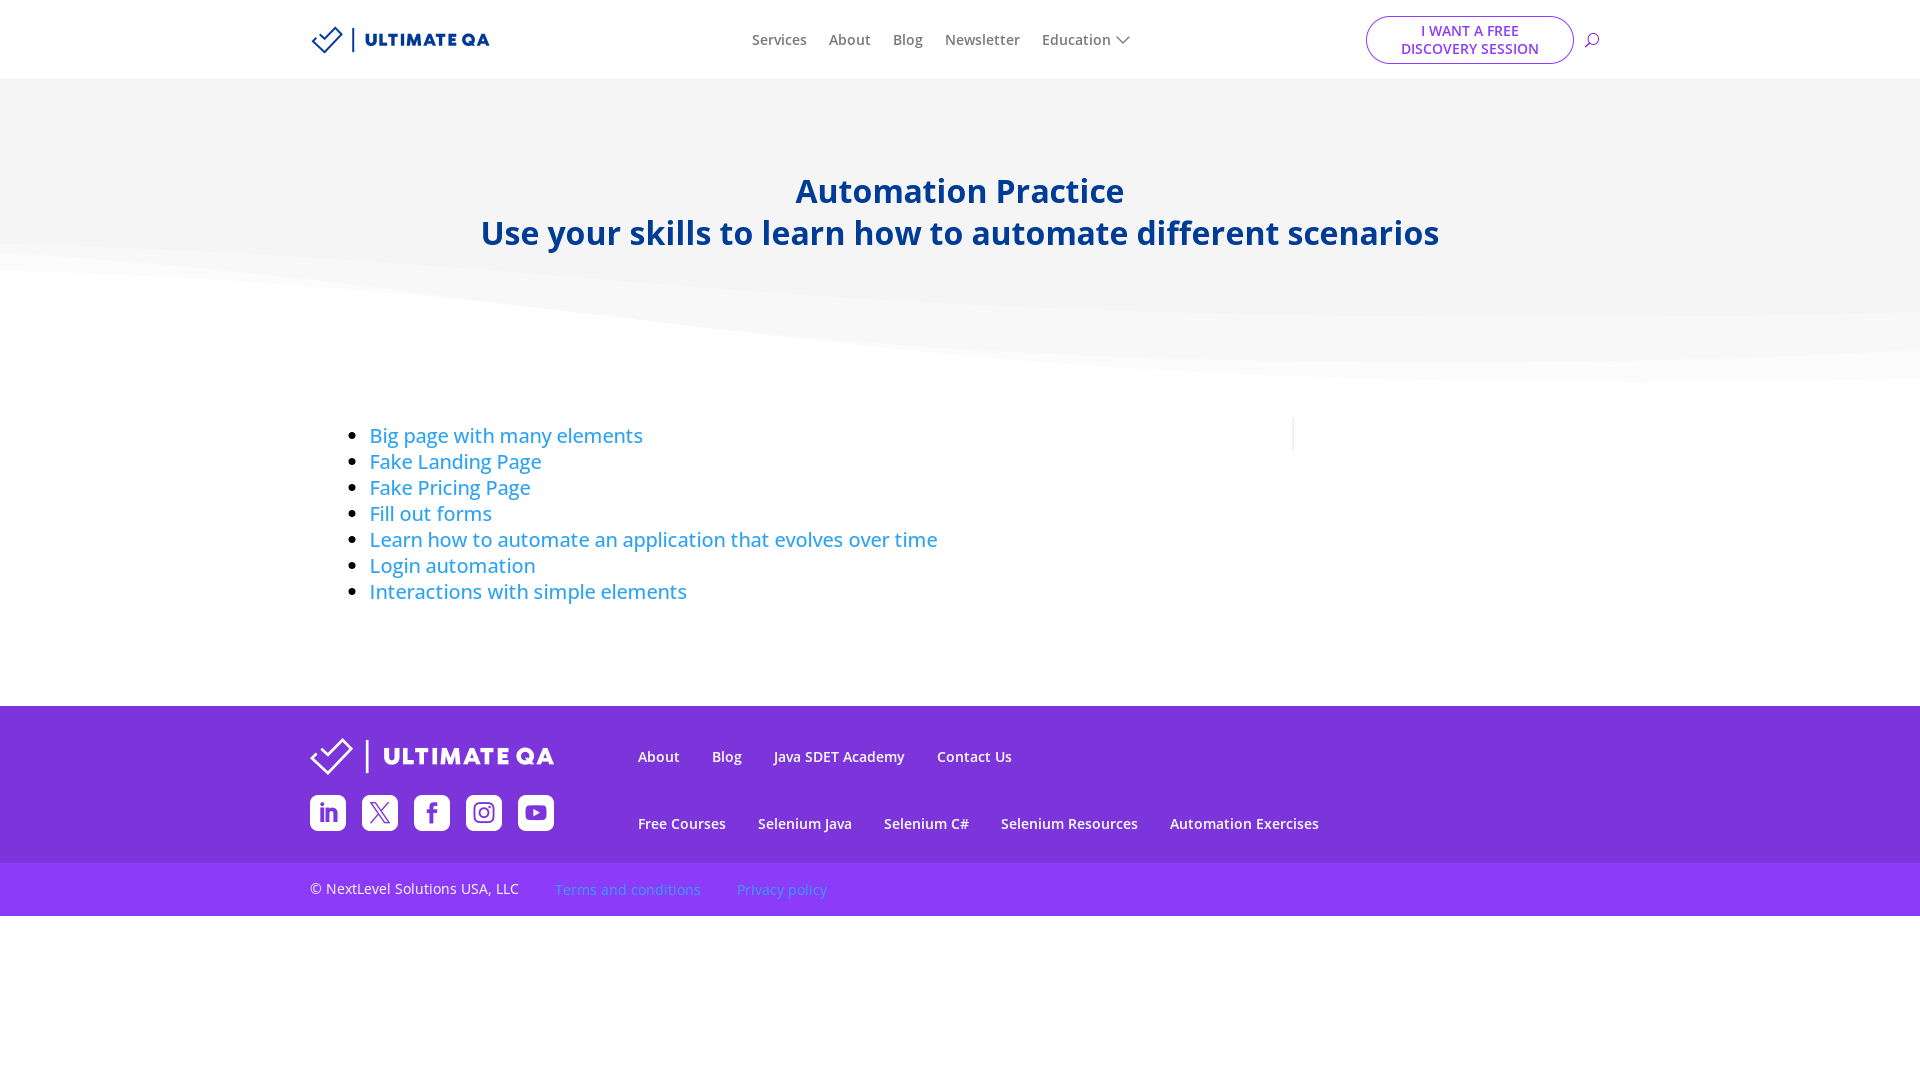 ULTIMATE QA
Services About Blog Newsletter Education
I WANT A FREE
DISCOVERY SESSION
Automation Practice
Use your skills to learn how to automate different scenarios
Big page with many elements
Fake Landing Page
Fake Pricing Page
Fill out forms
Learn how to automate an application that evolves over time
Login automation
Interactions with simple elements
ULTIMATE QA
About Blog Java SDET Academy Contact Us
Free Courses Selenium Java Selenium C# Selenium Resources Automation Exercises
© NextLevel Solutions USA, LLC Terms and conditions Privacy policy